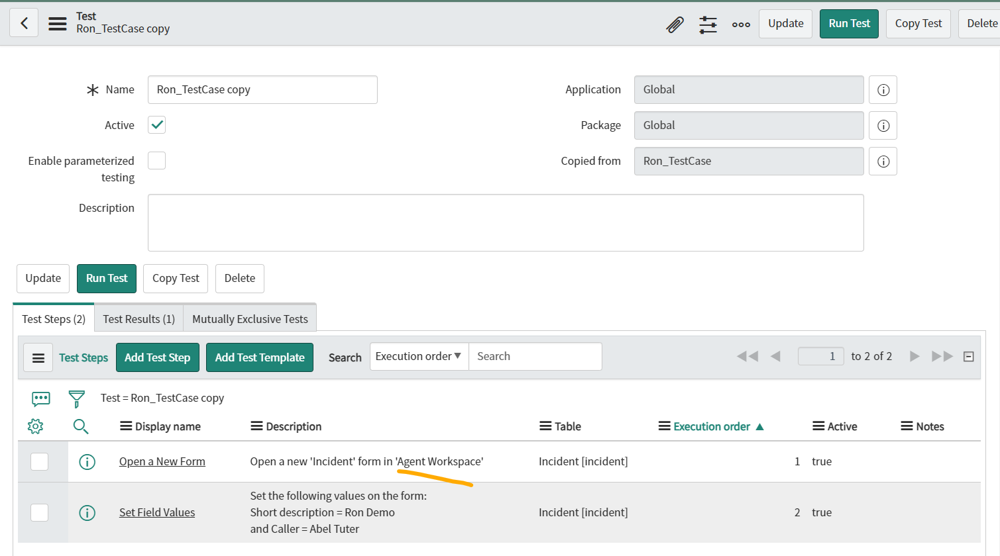 Test
Ron_TestCase copy
Update
Run Test
Copy Test
Delete
Name
Ron_TestCase copy
Application
Global
Active
Package
Global
Enable parameterized
testing
Copied from
Ron_TestCase
Description
Update
Run Test
Copy Test
Delete
Test Steps (2)
Test Results (1)
Mutually Exclusive Tests
Test Steps
Add Test Step
Add Test Template
Search
Execution order
Search
1
to 2 of 2
Test = Ron_TestCase copy
Display name
Description
Table
Execution order
Active
Notes
Open a New Form
Open a new 'Incident' form in 'Agent Workspace'
Incident [incident]
1
true
Set Field Values
Set the following values on the form:
Short description = Ron Demo
and Caller = Abel Tuter
Incident [incident]
2
true